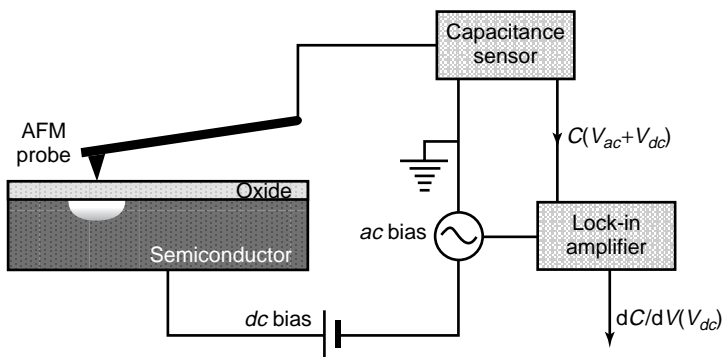 Capacitance
sensor
AFM
probe
C(Vac+Vdc)
Oxide
Semiconductor
ac bias
Lock-in
amplifier
dc bias
dC/dV(Vdc)